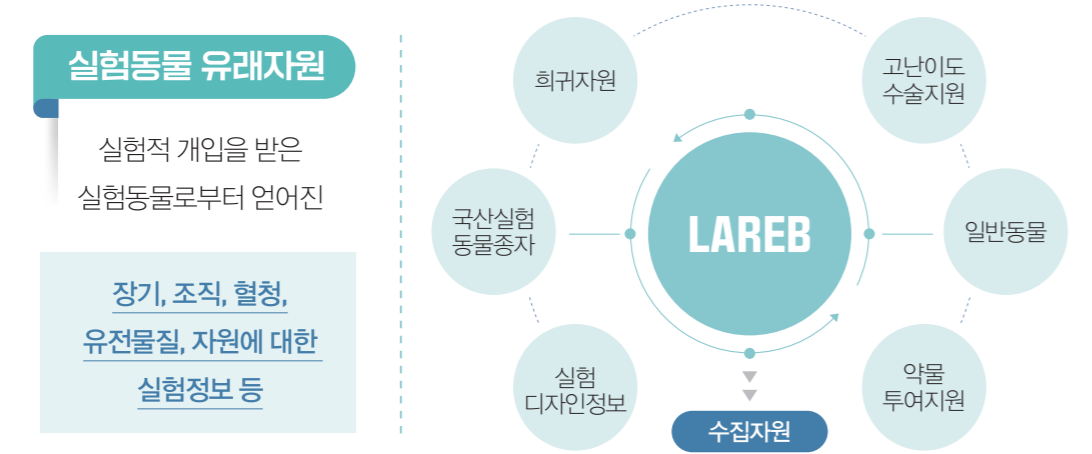 실험동물 유래자원
실험적 개입을 받은
실험동물로부터 얻어진
장기, 조직, 혈청,
유전물질, 자원에 대한
실험정보 등
희귀자원
고난이도
수술지원
국산실험
동물종자
LAREB
일반동물
실험
디자인정보
약물
투여지원
수집자원